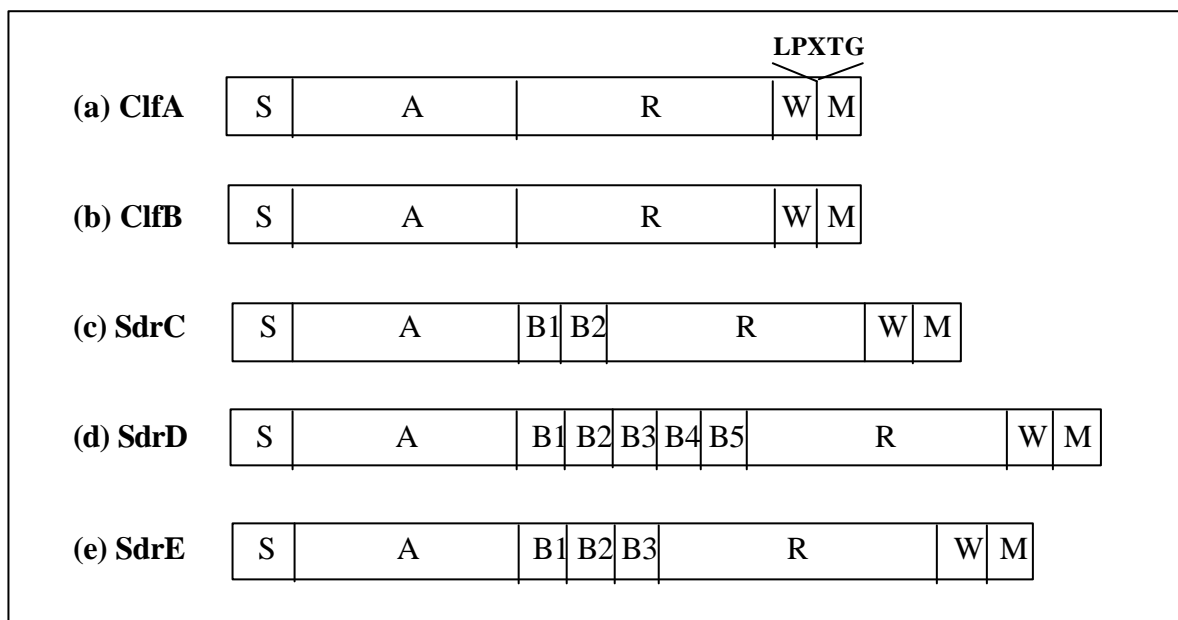 LPXTG
(a) ClfA S A R W M
(b) ClfB S A R W M
(c) SdrC S A B1 B2 R W M
(d) SdrD S A B1 B2 B3 B4 B5 R W M
(e) SdrE S A B1 B2 B3 R W M